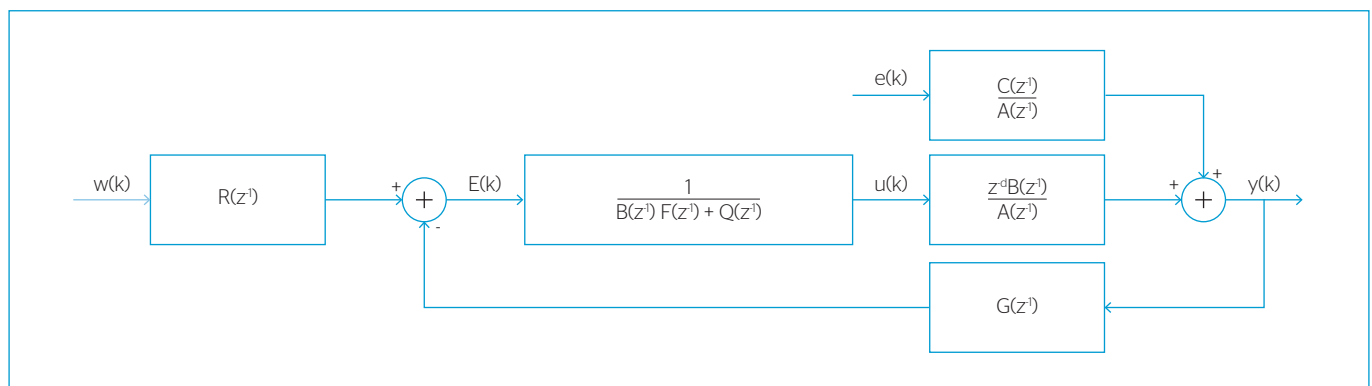 e(k)
C(z⁻¹)
A(z⁻¹)
w(k)
R(z⁻¹)
+
+
E(k)
1
B(z⁻¹) F(z⁻¹) + Q(z⁻¹)
u(k)
z⁻ᵈB(z⁻¹)
A(z⁻¹)
+
+
+
y(k)
-
G(z⁻¹)